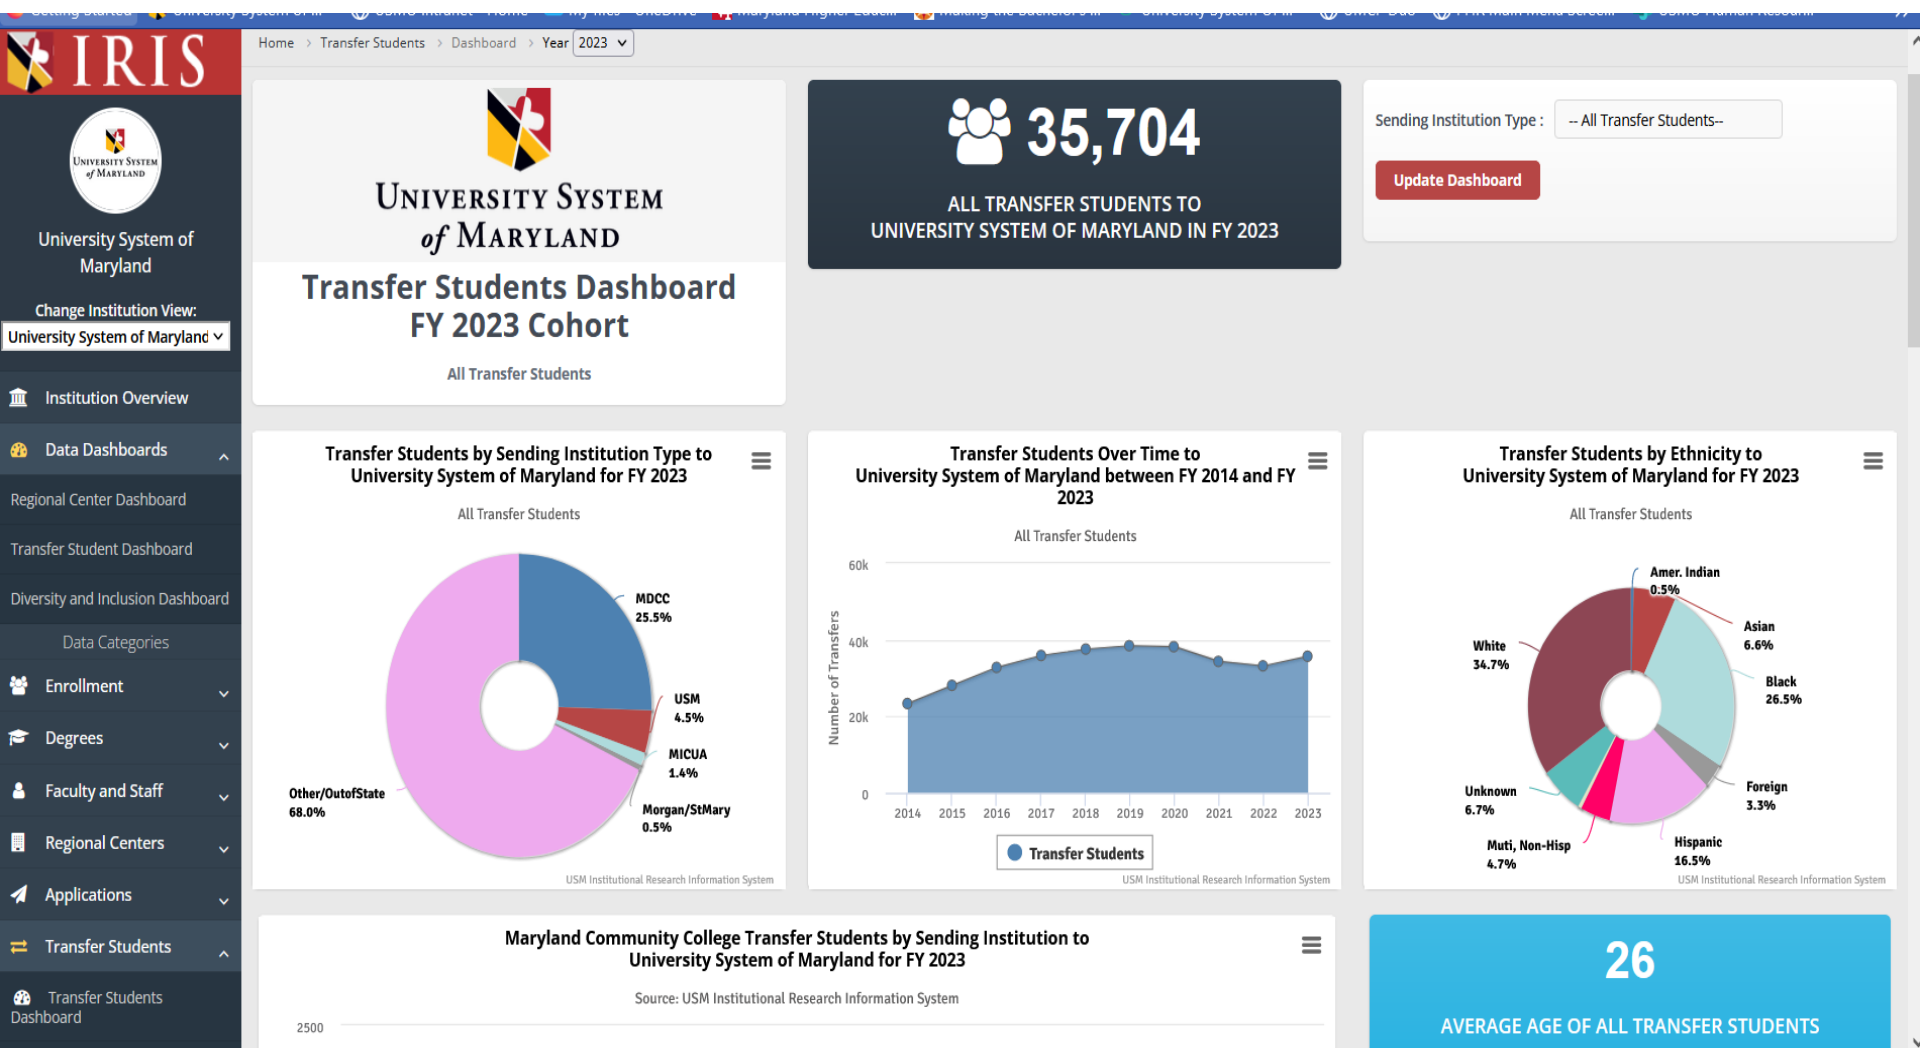 IRIS
Home > Transfer Students > Dashboard > Year 2023
UNIVERSITY SYSTEM
of MARYLAND
University System of
Maryland
Change Institution View:
University System of Maryland
Institution Overview
Data Dashboards
Regional Center Dashboard
Transfer Student Dashboard
Diversity and Inclusion Dashboard
Data Categories
Enrollment
Degrees
Faculty and Staff
Regional Centers
Applications
Transfer Students
Transfer Students
Dashboard
UNIVERSITY SYSTEM
of MARYLAND
Transfer Students Dashboard
FY 2023 Cohort
All Transfer Students
35,704
ALL TRANSFER STUDENTS TO
UNIVERSITY SYSTEM OF MARYLAND IN FY 2023
Sending Institution Type : -- All Transfer Students--
Update Dashboard
Transfer Students by Sending Institution Type to
University System of Maryland for FY 2023
All Transfer Students
MDCC
25.5%
USM
4.5%
MICUA
1.4%
Morgan/StMary
0.5%
Other/OutofState
68.0%
USM Institutional Research Information System
Transfer Students Over Time to
University System of Maryland between FY 2014 and FY
2023
All Transfer Students
Number of Transfers
60k
40k
20k
0
2014 2015 2016 2017 2018 2019 2020 2021 2022 2023
Transfer Students
USM Institutional Research Information System
Transfer Students by Ethnicity to
University System of Maryland for FY 2023
All Transfer Students
Amer. Indian
0.5%
Asian
6.6%
Black
26.5%
Foreign
3.3%
Hispanic
16.5%
Muti, Non-Hisp
4.7%
Unknown
6.7%
White
34.7%
USM Institutional Research Information System
Maryland Community College Transfer Students by Sending Institution to
University System of Maryland for FY 2023
Source: USM Institutional Research Information System
2500
26
AVERAGE AGE OF ALL TRANSFER STUDENTS